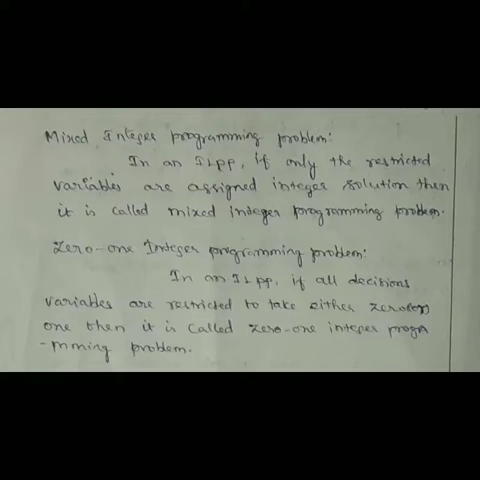 Mixed Integer programming problem:
In an ILPP, if only the restricted
variables are assigned integer solution then
it is called mixed integer programming problem.
Zero-one Integer programming problem:
In an ILPP, if all decisions
variables are restricted to take either zero (or)
one then it is called zero-one integer progra
-mming problem.